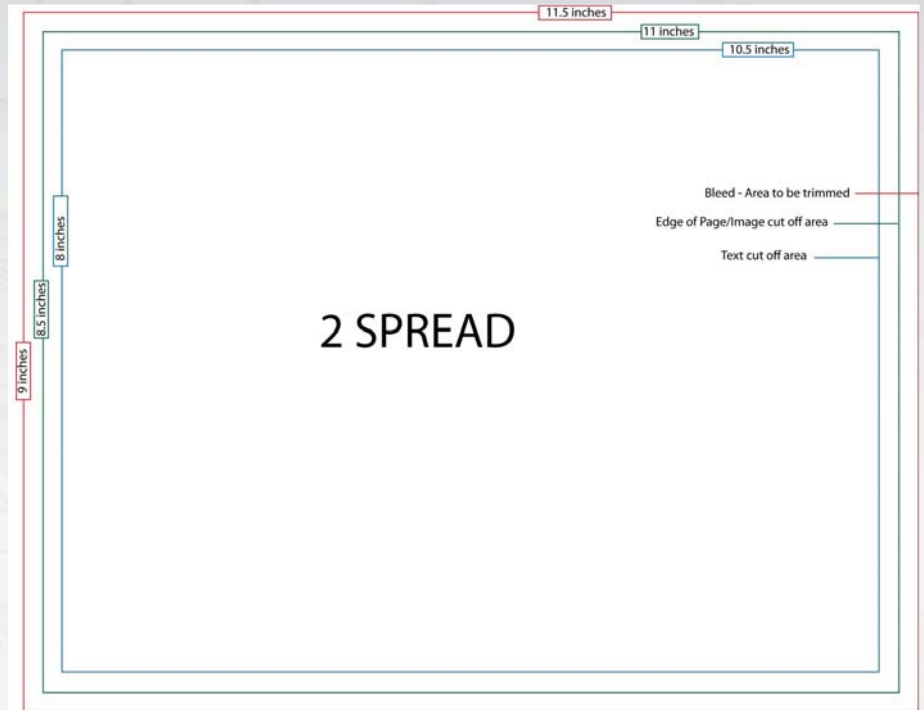 11.5 inches
11 inches
10.5 inches
Bleed - Area to be trimmed
Edge of Page/Image cut off area
Text cut off area
8 inches
8.5 inches
9 inches
2 SPREAD